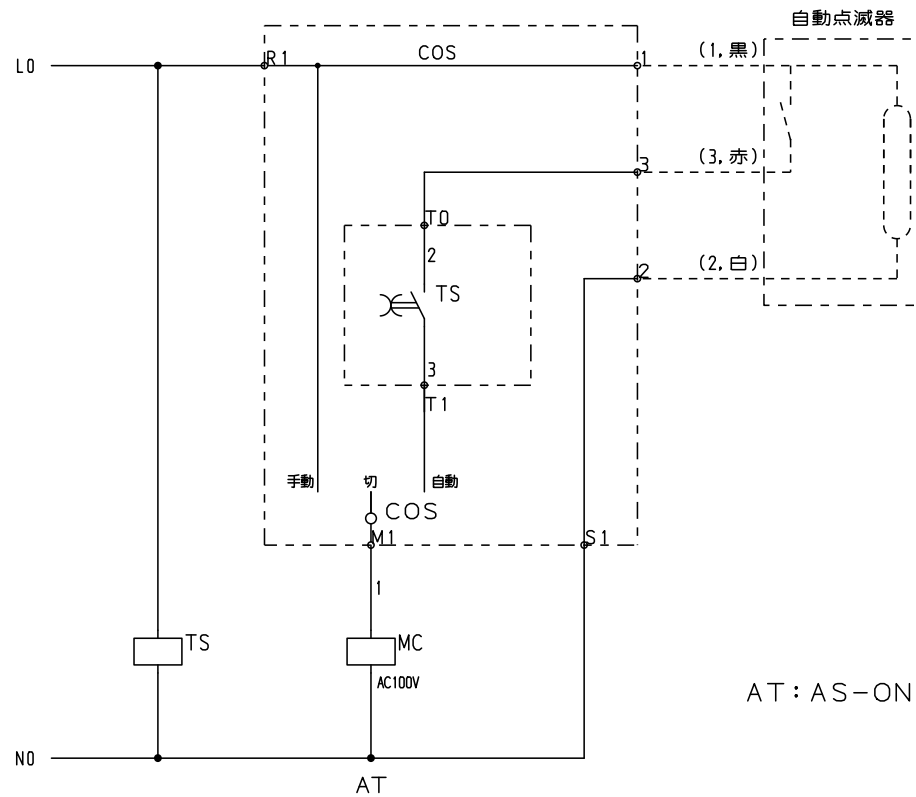 自動点滅器
COS
(1,黒)
L0
R1
1
(3,赤)
3
T0
2
(2,白)
2
TS
3
T1
手動
切
自動
COS
M1
S1
1
TS
MC
AC100V
AT:AS-ON
N0
AT